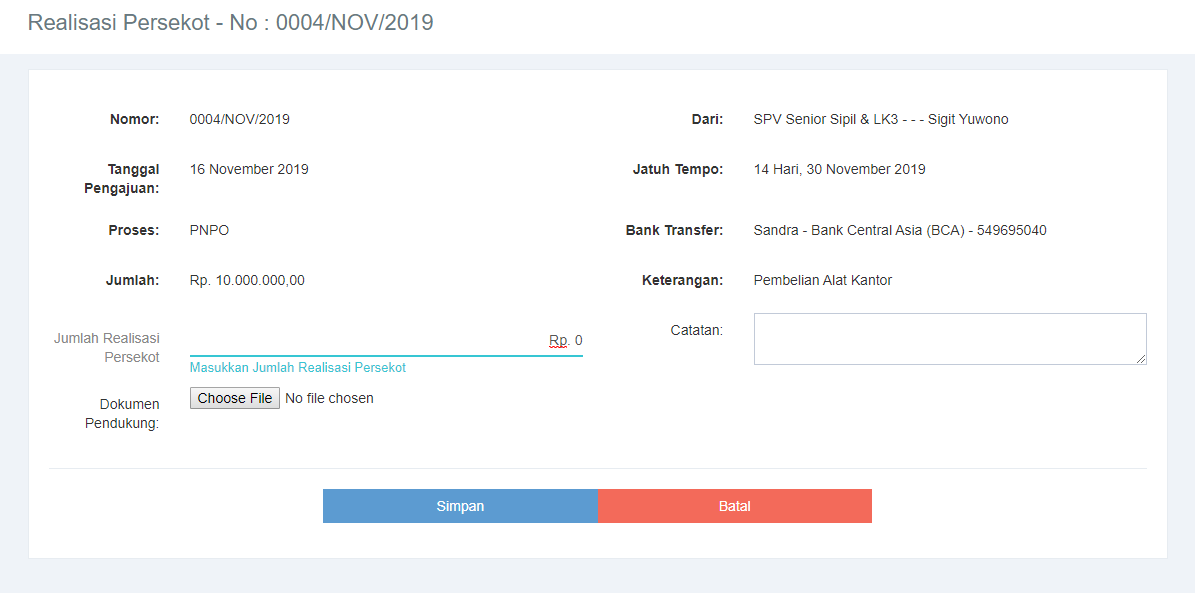 Realisasi Persekot - No : 0004/NOV/2019
Nomor: 0004/NOV/2019
Dari: SPV Senior Sipil & LK3 - - - Sigit Yuwono
Tanggal Pengajuan: 16 November 2019
Jatuh Tempo: 14 Hari, 30 November 2019
Proses: PNPO
Bank Transfer: Sandra - Bank Central Asia (BCA) - 549695040
Jumlah: Rp. 10.000.000,00
Keterangan: Pembelian Alat Kantor
Jumlah Realisasi
Persekot
Rp. 0
Masukkan Jumlah Realisasi Persekot
Catatan:
Dokumen
Pendukung:
Choose File No file chosen
Simpan
Batal